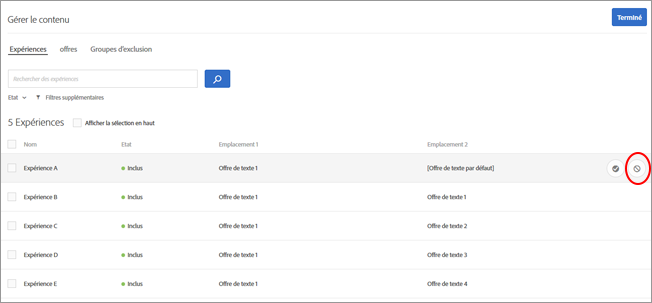 Gérer le contenu
Terminé
Expériences offres Groupes d'exclusion
Rechercher des expériences
Etat Filtres supplémentaires
5 Expériences Afficher la sélection en haut
Nom Etat Emplacement 1 Emplacement 2
Expérience A Inclus Offre de texte 1 [Offre de texte par défaut]
Expérience B Inclus Offre de texte 1 Offre de texte 1
Expérience C Inclus Offre de texte 1 Offre de texte 2
Expérience D Inclus Offre de texte 1 Offre de texte 3
Expérience E Inclus Offre de texte 1 Offre de texte 4